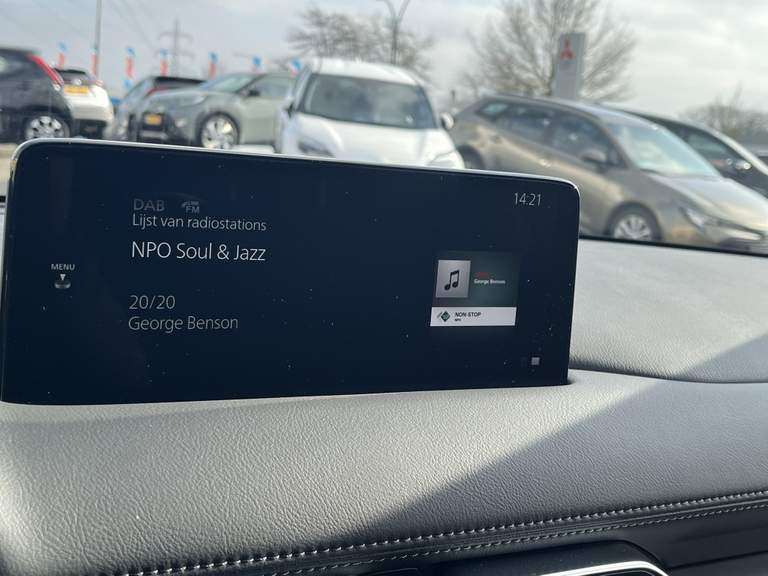 DAB
FM
14:21
Lijst van radiostations
NPO Soul & Jazz
MENU
20/20
George Benson
George Benson
NON-STOP
NPO